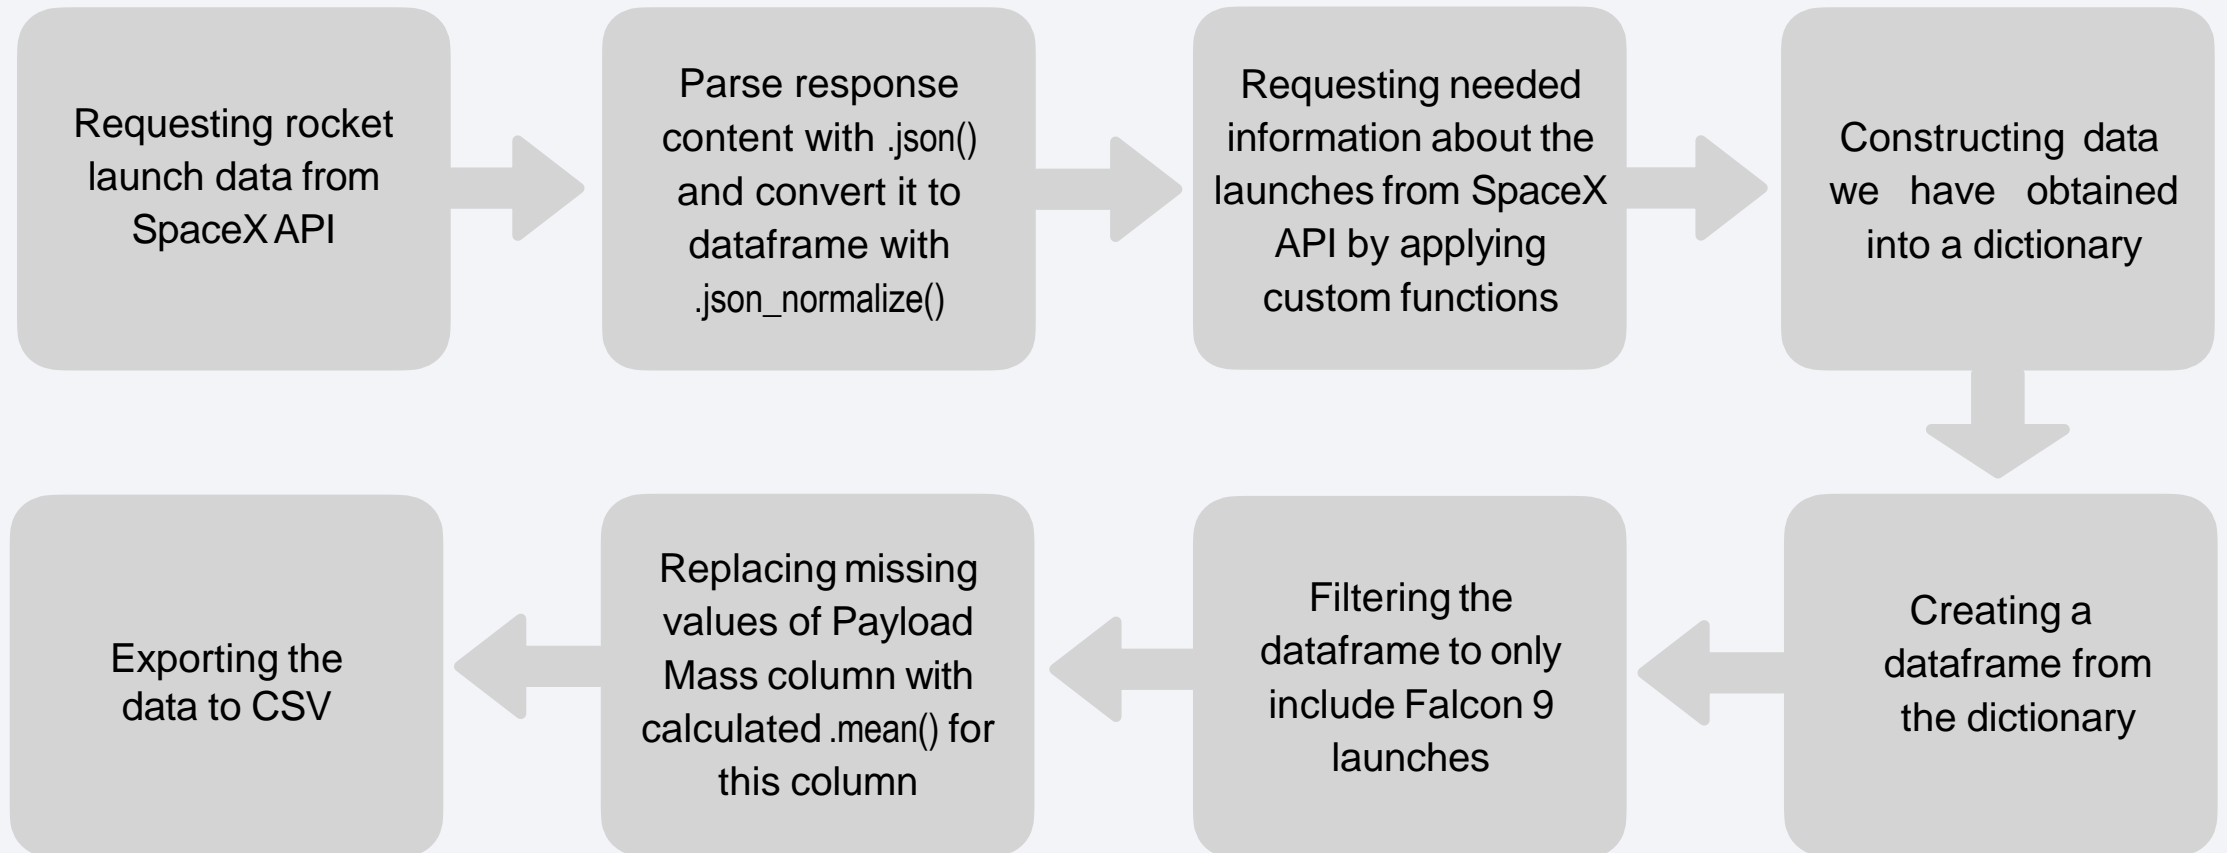 Requesting rocket
launch data from
SpaceX API
Parse response
content with .json()
and convert it to
dataframe with
.json_normalize()
Requesting needed
information about the
launches from SpaceX
API by applying
custom functions
Constructing data
we have obtained
into a dictionary
Creating a
dataframe from
the dictionary
Filtering the
dataframe to only
include Falcon 9
launches
Replacing missing
values of Payload
Mass column with
calculated .mean() for
this column
Exporting the
data to CSV